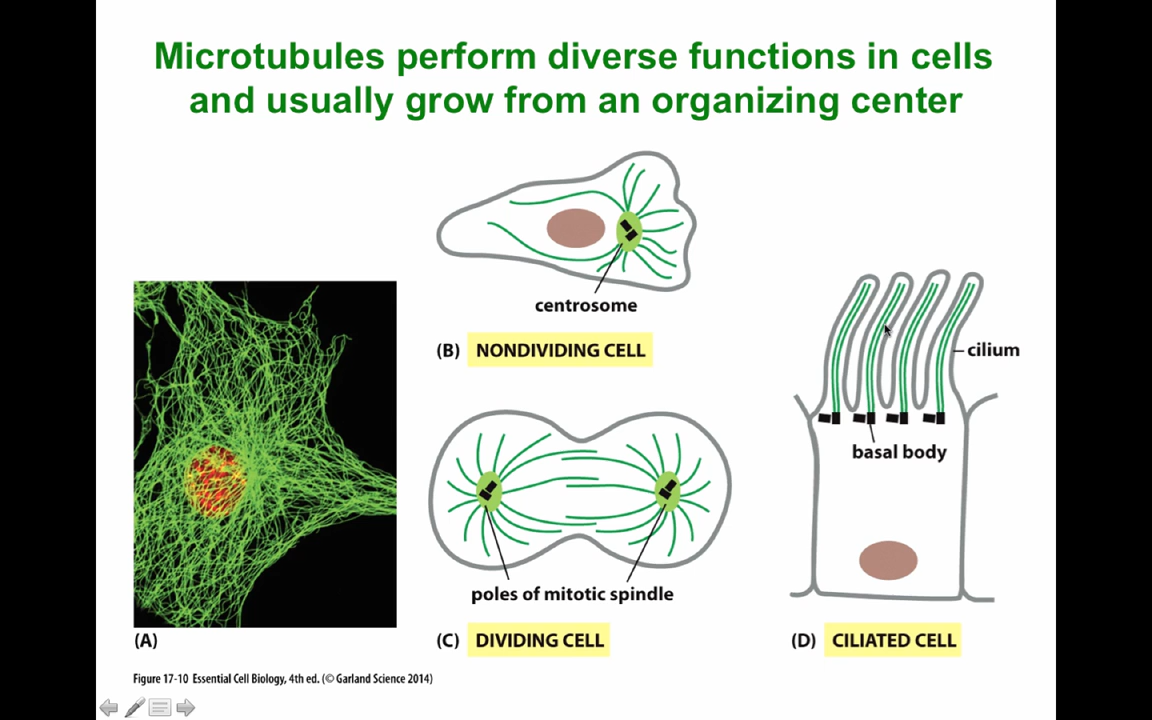 Microtubules perform diverse functions in cells
and usually grow from an organizing center
centrosome
(B) NONDIVIDING CELL
cilium
basal body
poles of mitotic spindle
(A)
(C) DIVIDING CELL
(D) CILIATED CELL
Figure 17-10 Essential Cell Biology, 4th ed. (© Garland Science 2014)